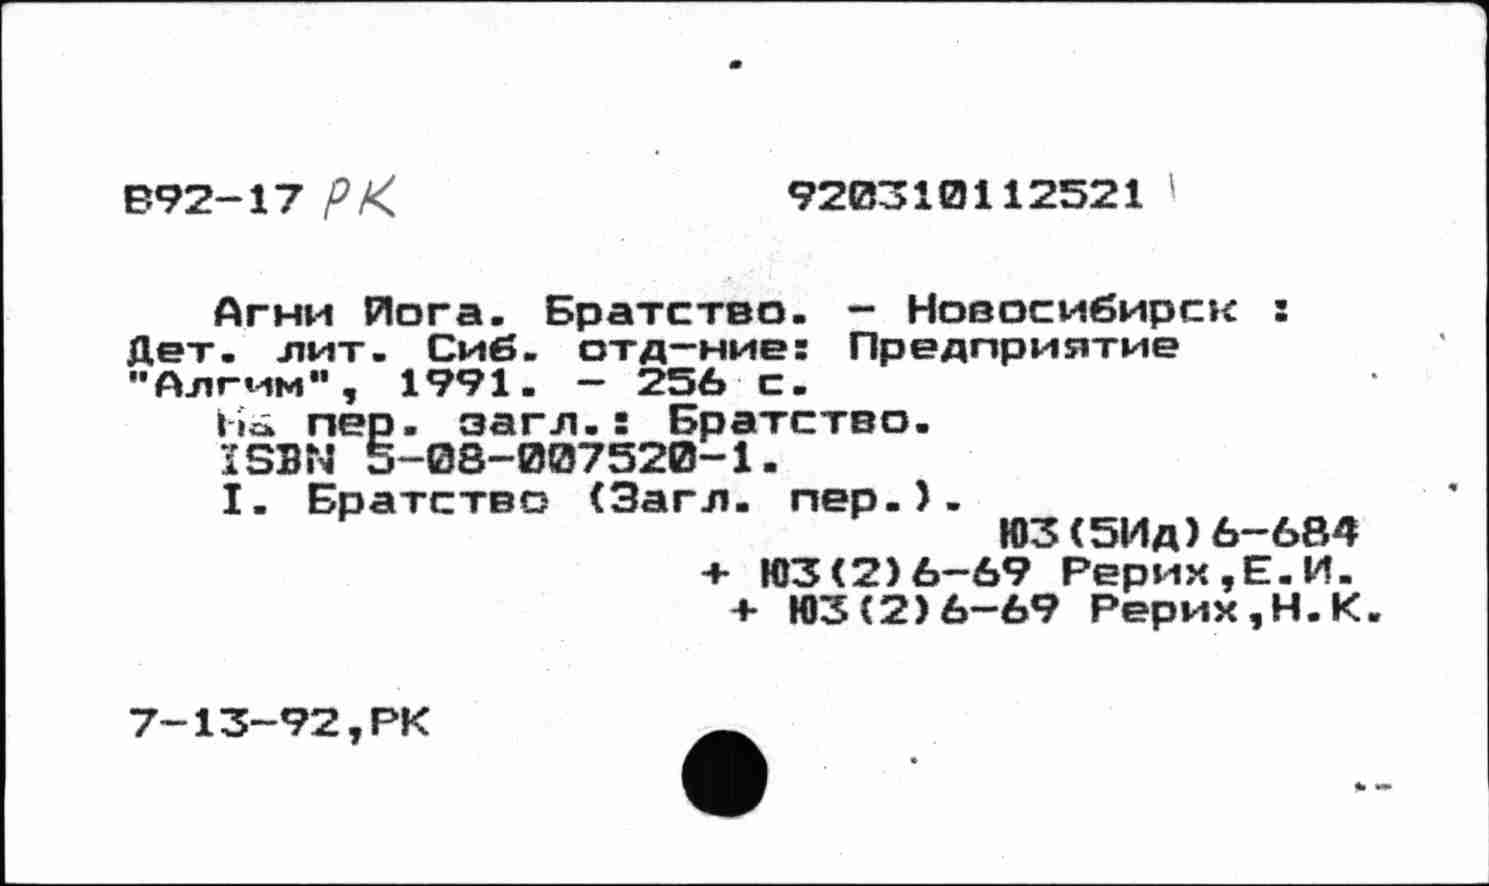 В92-17 РК 920310112521
Агни Йога. Братство. - Новосибирск :
Дет. лит. Сиб. отд-ние: Предприятие
"Алгим", 1991. - 256 с.
На пер. загл.: Братство.
ISBN 5-08-007520-1.
I. Братство (Загл. пер.).
Ю3(5Ид)6-684
+ Ю3(2)6-69 Рерих,Е.И.
+ Ю3(2)6-69 Рерих,Н.К.
7-13-92,РК